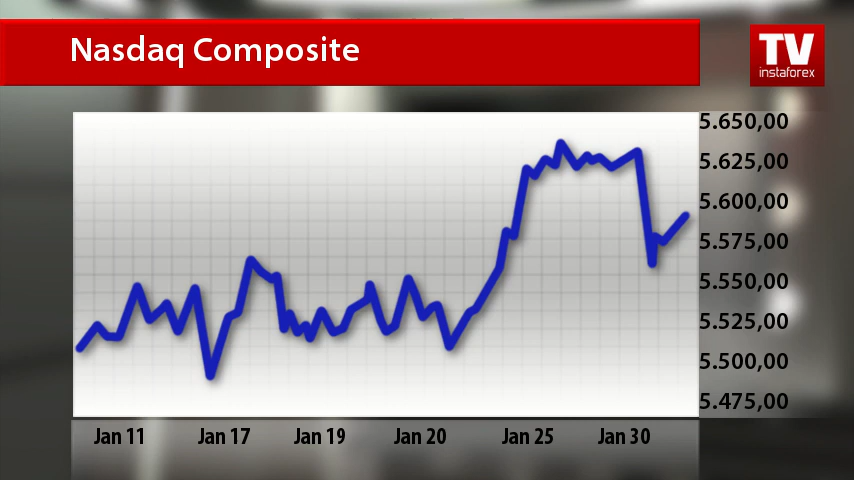 Nasdaq Composite
TV
instaforex
5.650,00
5.625,00
5.600,00
5.575,00
5.550,00
5.525,00
5.500,00
5.475,00
Jan 11 Jan 17 Jan 19 Jan 20 Jan 25 Jan 30